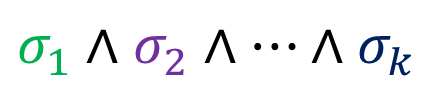 σ₁ ∧ σ₂ ∧ ⋯ ∧ σₖ